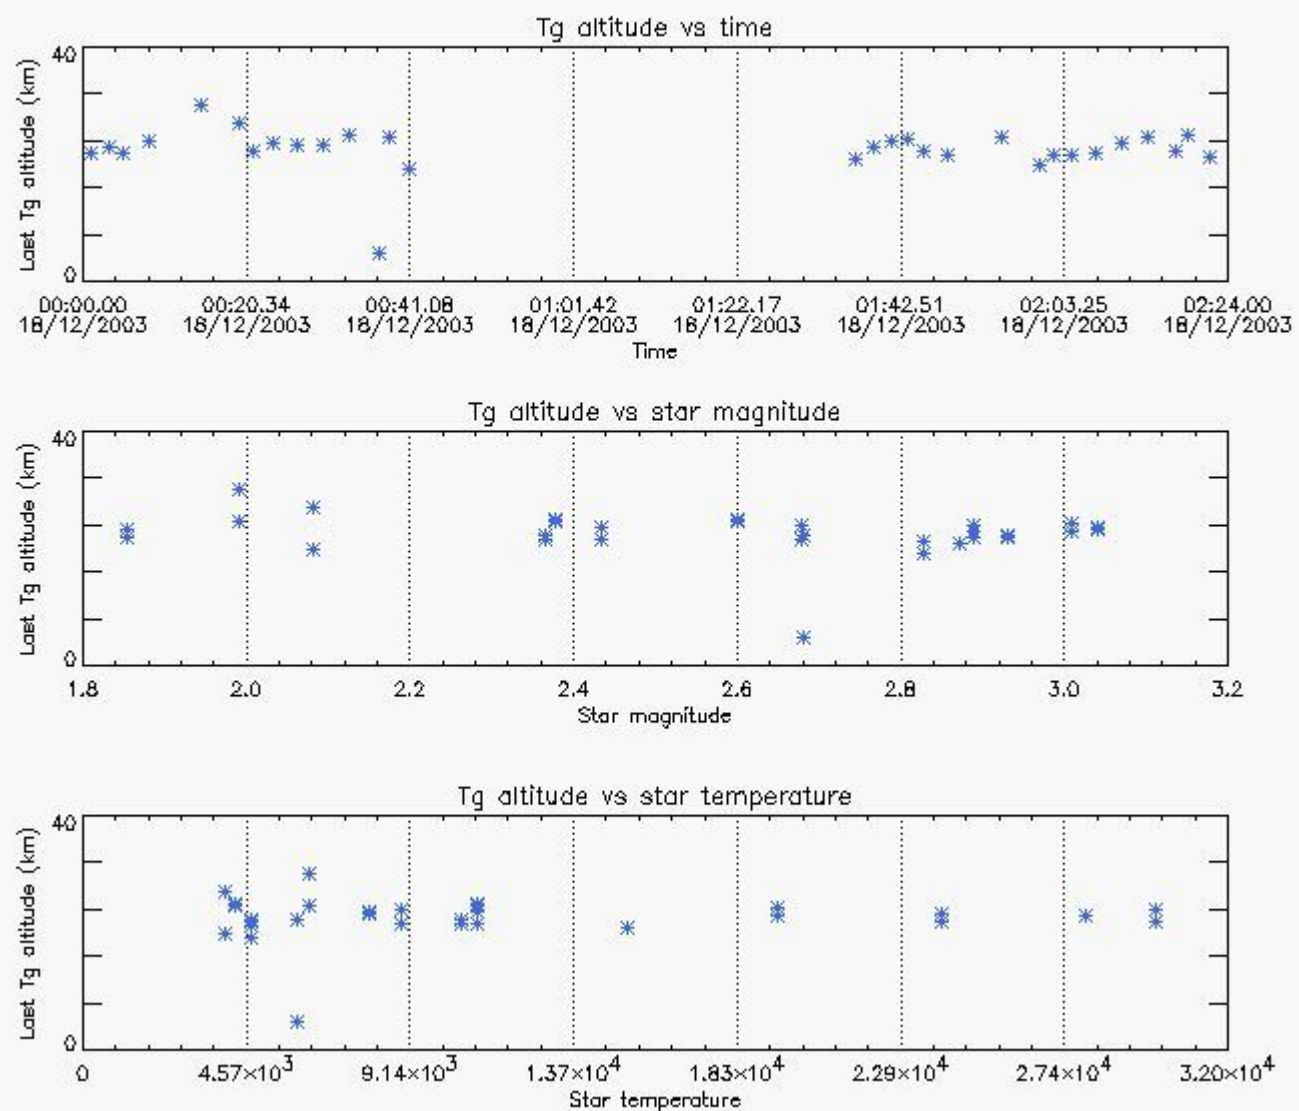 Tg altitude vs time
Last Tg altitude (km)
40
0
00:00.00 00:20.34 00:41.08 01:01.42 01:22.17 01:42.51 02:03.25 02:24.00
18/12/2003 18/12/2003 18/12/2003 18/12/2003 18/12/2003 18/12/2003 18/12/2003 18/12/2003
Time
Tg altitude vs star magnitude
Last Tg altitude (km)
40
0
1.8 2.0 2.2 2.4 2.6 2.8 3.0 3.2
Star magnitude
Tg altitude vs star temperature
Last Tg altitude (km)
40
0
0 4.57×10³ 9.14×10³ 1.37×10⁴ 1.83×10⁴ 2.29×10⁴ 2.74×10⁴ 3.20×10⁴
Star temperature